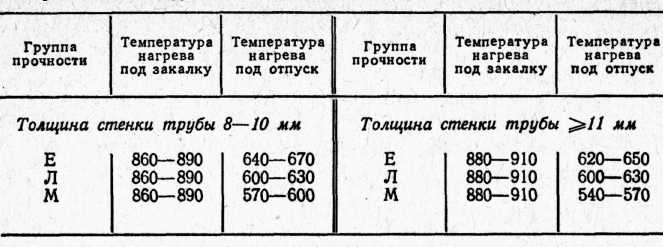 Группа прочности | Температура нагрева под закалку | Температура нагрева под отпуск | Группа прочности | Температура нагрева под закалку | Температура нагрева под отпуск
Толщина стенки трубы 8—10 мм | Толщина стенки трубы ⩾11 мм
Е | 860—890 | 640—670 | Е | 880—910 | 620—650
Л | 860—890 | 600—630 | Л | 880—910 | 600—630
М | 860—890 | 570—600 | М | 880—910 | 540—570